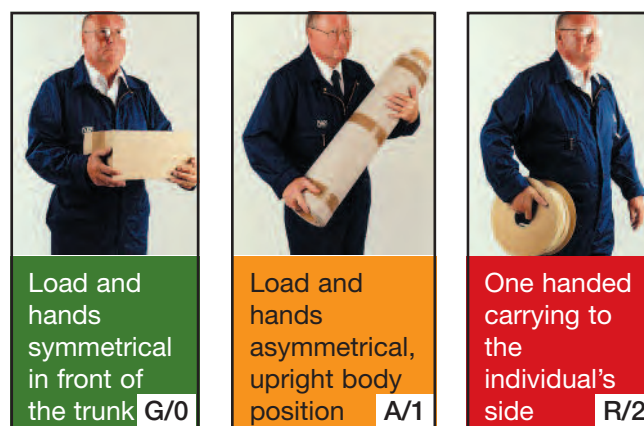 Load and
hands
symmetrical
in front of
the trunk G/0
Load and
hands
asymmetrical,
upright body
position A/1
One handed
carrying to
the
individual's
side R/2